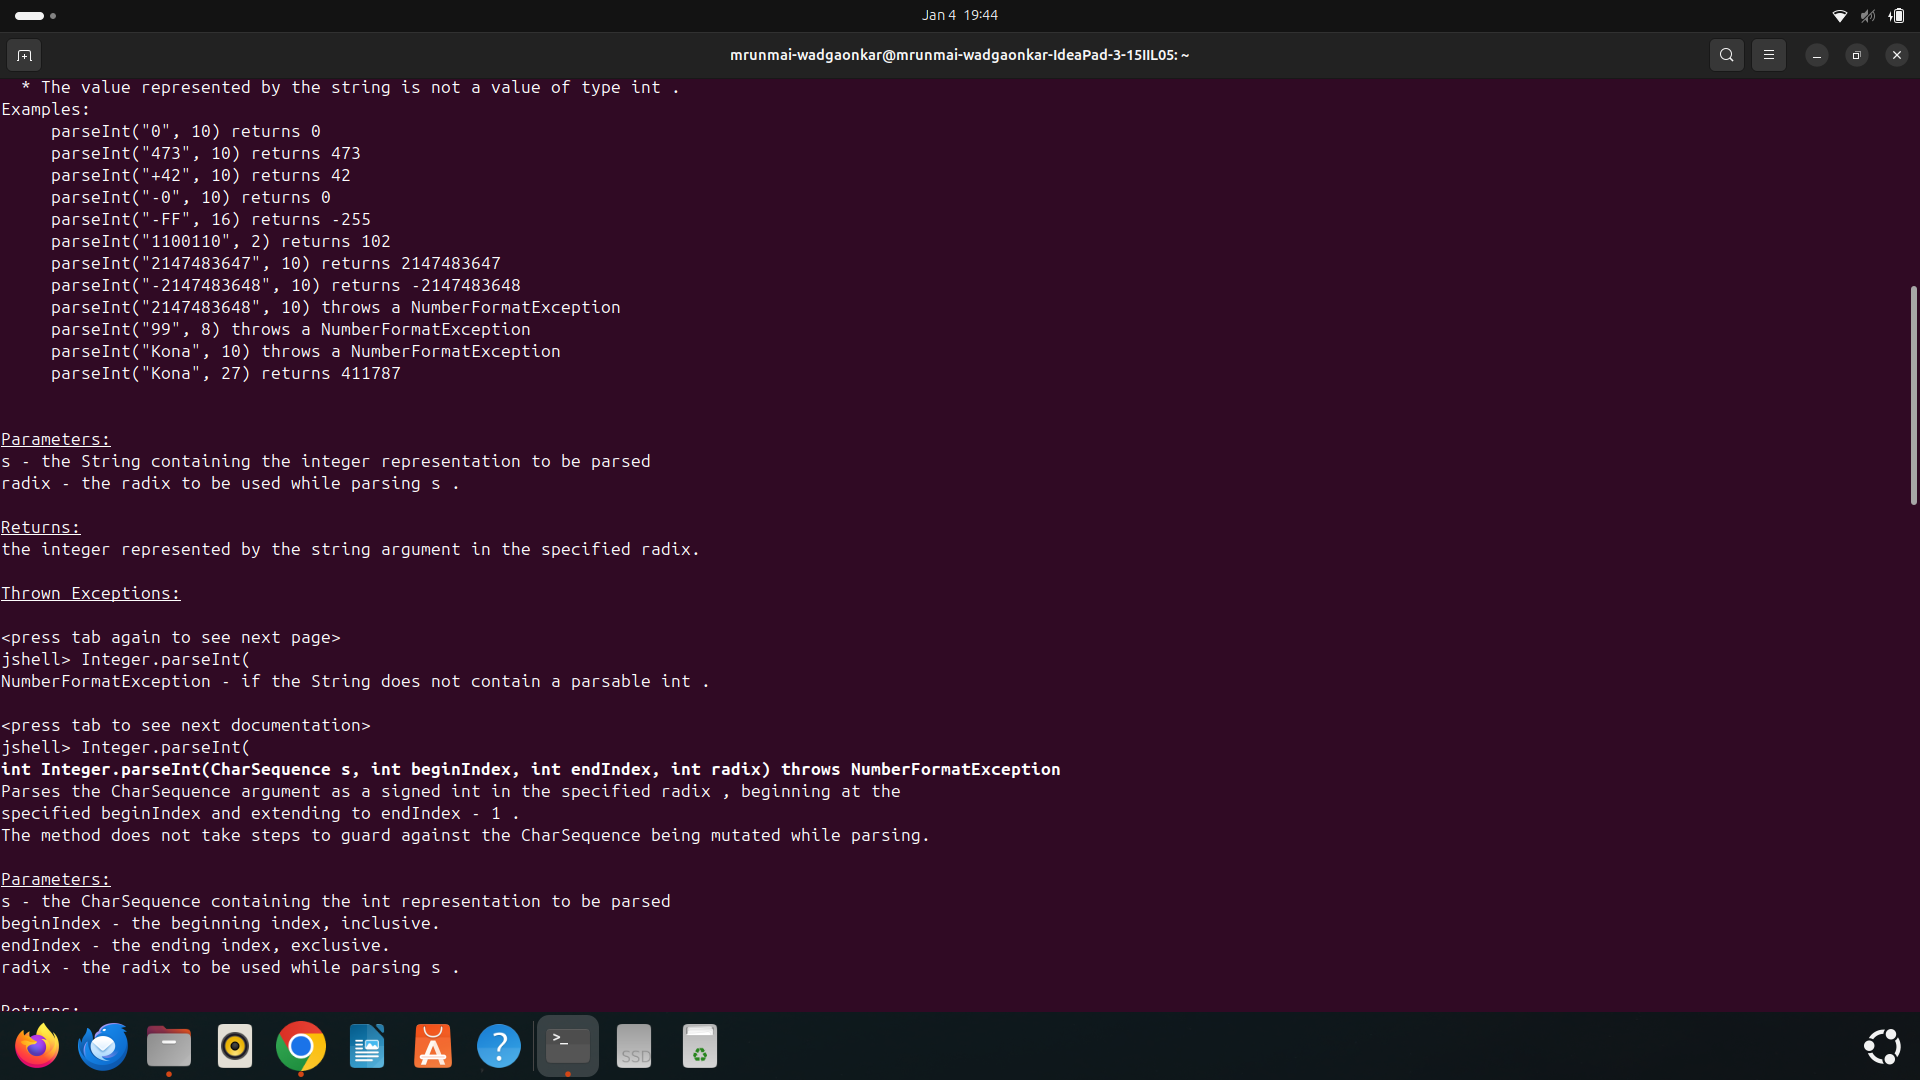 Jan 4 19:44
mrunmai-wadgaonkar@mrunmai-wadgaonkar-IdeaPad-3-15IIL05: ~
* The value represented by the string is not a value of type int .
Examples:
parseInt("0", 10) returns 0
parseInt("473", 10) returns 473
parseInt("+42", 10) returns 42
parseInt("-0", 10) returns 0
parseInt("-FF", 16) returns -255
parseInt("1100110", 2) returns 102
parseInt("2147483647", 10) returns 2147483647
parseInt("-2147483648", 10) returns -2147483648
parseInt("2147483648", 10) throws a NumberFormatException
parseInt("99", 8) throws a NumberFormatException
parseInt("Kona", 10) throws a NumberFormatException
parseInt("Kona", 27) returns 411787
Parameters:
s - the String containing the integer representation to be parsed
radix - the radix to be used while parsing s .
Returns:
the integer represented by the string argument in the specified radix.
Thrown Exceptions:
<press tab again to see next page>
jshell> Integer.parseInt(
NumberFormatException - if the String does not contain a parsable int .
<press tab to see next documentation>
jshell> Integer.parseInt(
int Integer.parseInt(CharSequence s, int beginIndex, int endIndex, int radix) throws NumberFormatException
Parses the CharSequence argument as a signed int in the specified radix , beginning at the
specified beginIndex and extending to endIndex - 1 .
The method does not take steps to guard against the CharSequence being mutated while parsing.
Parameters:
s - the CharSequence containing the int representation to be parsed
beginIndex - the beginning index, inclusive.
endIndex - the ending index, exclusive.
radix - the radix to be used while parsing s .
Returns:
SSD